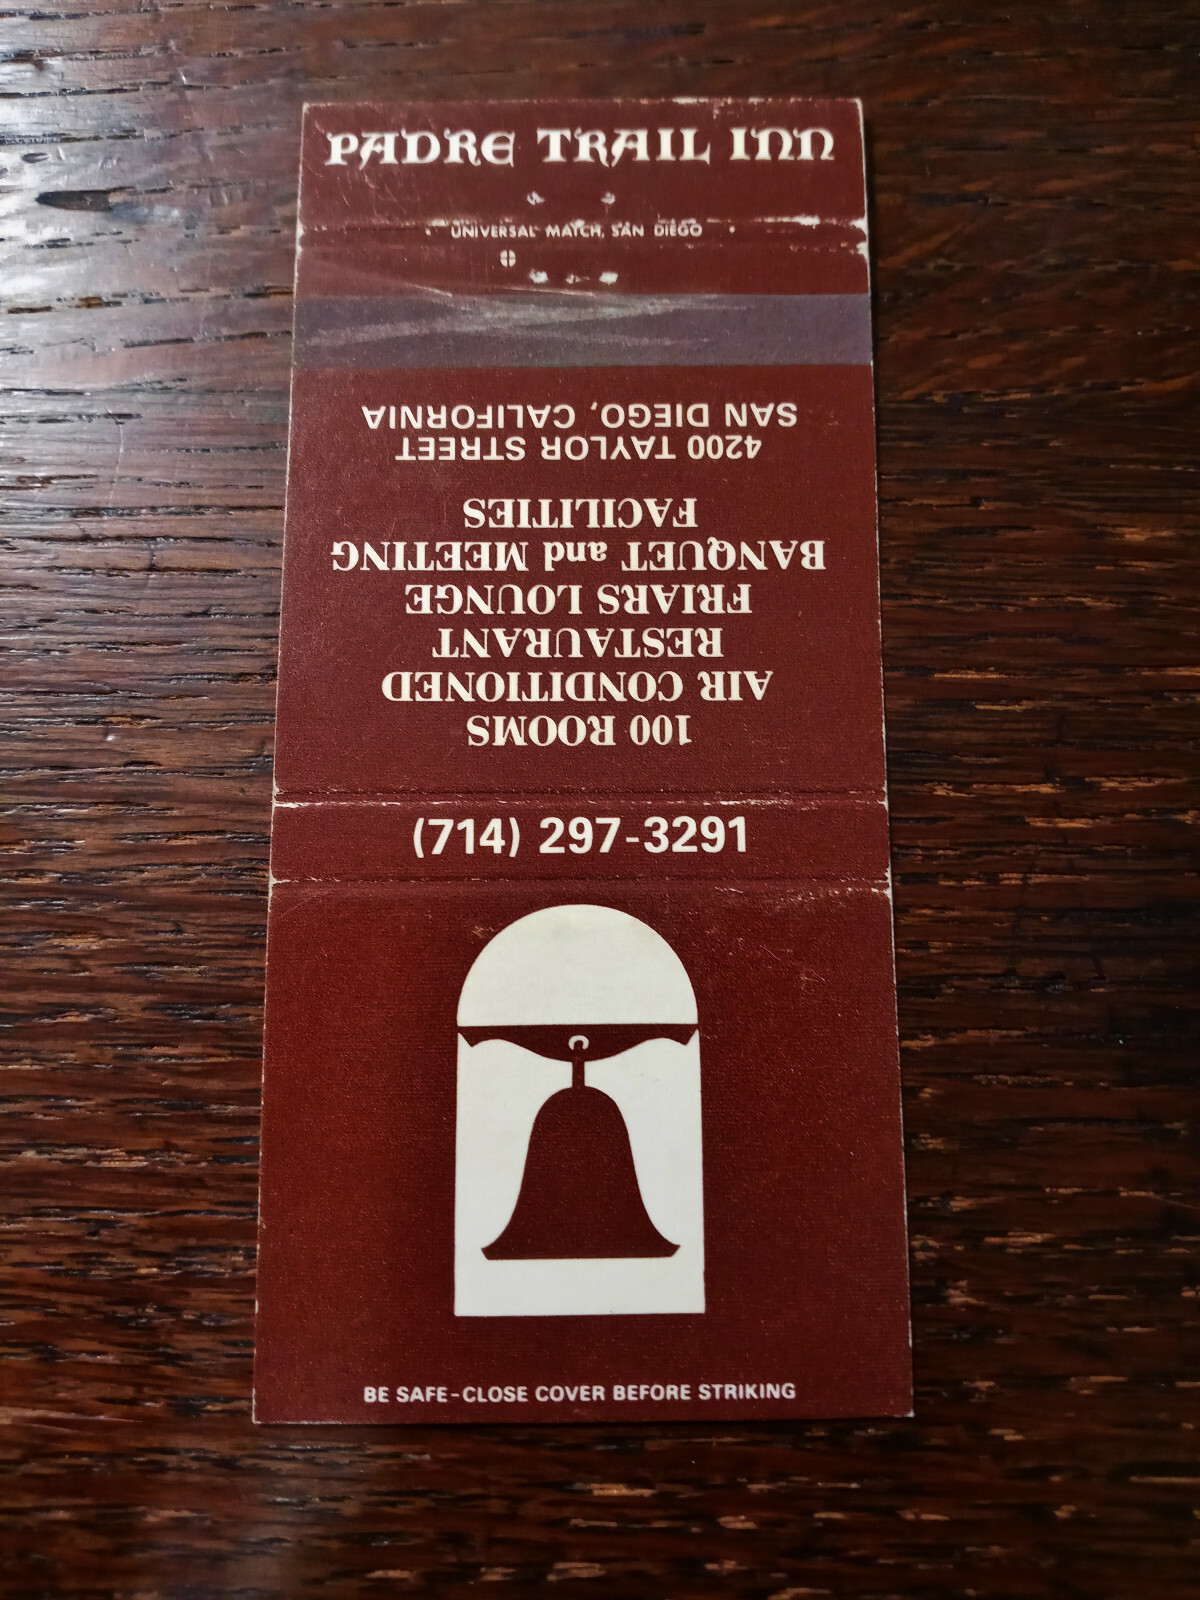 PADRE TRAIL INN
UNIVERSAL MATCH, SAN DIEGO
100 ROOMS
AIR CONDITIONED
RESTAURANT
FRIARS LOUNGE
BANQUET and MEETING
FACILITIES
4200 TAYLOR STREET
SAN DIEGO, CALIFORNIA
(714) 297-3291
BE SAFE-CLOSE COVER BEFORE STRIKING